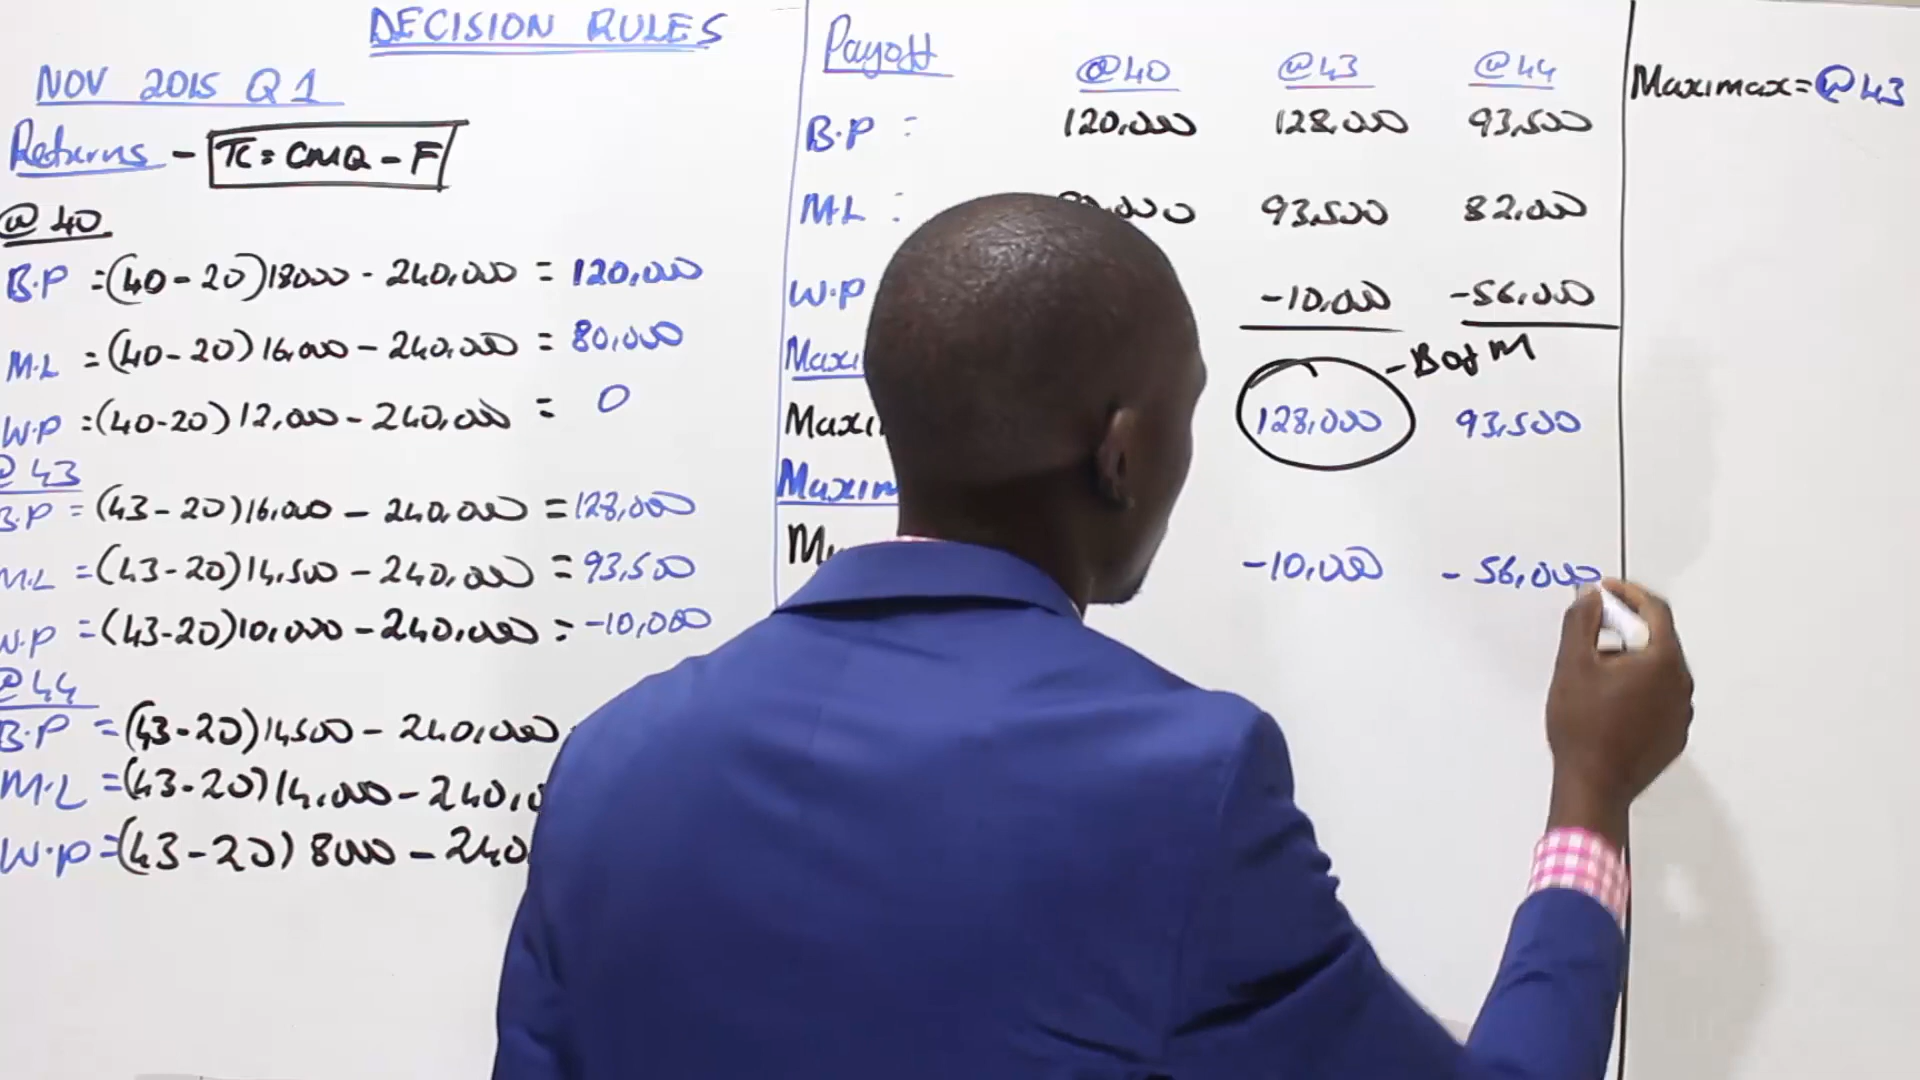 DECISION RULES
NOV 2015 Q1
Returns - π = CMQ - F
@ 40
B.P = (40-20)18000 - 240,000 = 120,000
M.L = (40-20)16,000 - 240,000 = 80,000
W.P = (40-20)12,000 - 240,000 = 0
@ 43
B.P = (43-20)16,000 - 240,000 = 128,000
M.L = (43-20)14,500 - 240,000 = 93,500
W.P = (43-20)10,000 - 240,000 = -10,000
@ 44
B.P = (43-20)14500 - 240,000
M.L = (43-20)14,000 - 240,0
W.P = (43-20)8000 - 240
Payoff
@40 @43 @44
B.P = 120,000 128,000 93,500
M.L = 93,500 82,000
W.P -10,000 -56,000
- B of M
128,000 93,500
-10,000 -56,000
Maximax = @ 43